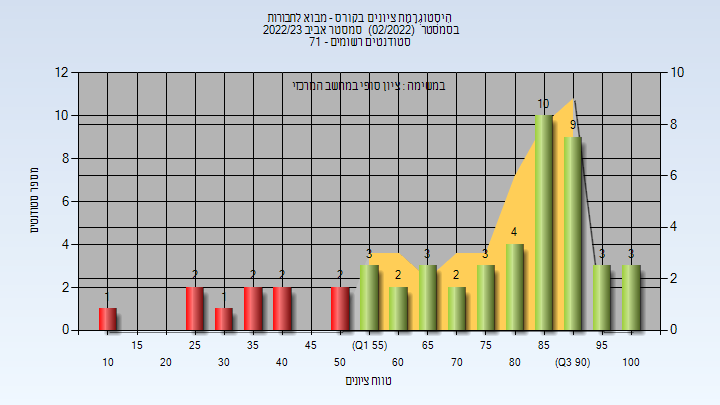 היסטוגרמת ציונים בקורס - מבוא לתבורות
בסמסטר (02/2022) סמסטר אביב 2022/23
סטודנטים רשומים - 71
במשימה : ציון סופי במחשב המרכזי
מספר סטודנטים
12 10 8 6 4 2 0
10 8 6 4 2 0
1 2 1 2 2 2 3 2 3 2 3 4 10 9 3 3
15 25 35 45 (Q1 55) 65 75 85 95
10 20 30 40 50 60 70 80 (Q3 90) 100
טווח ציונים